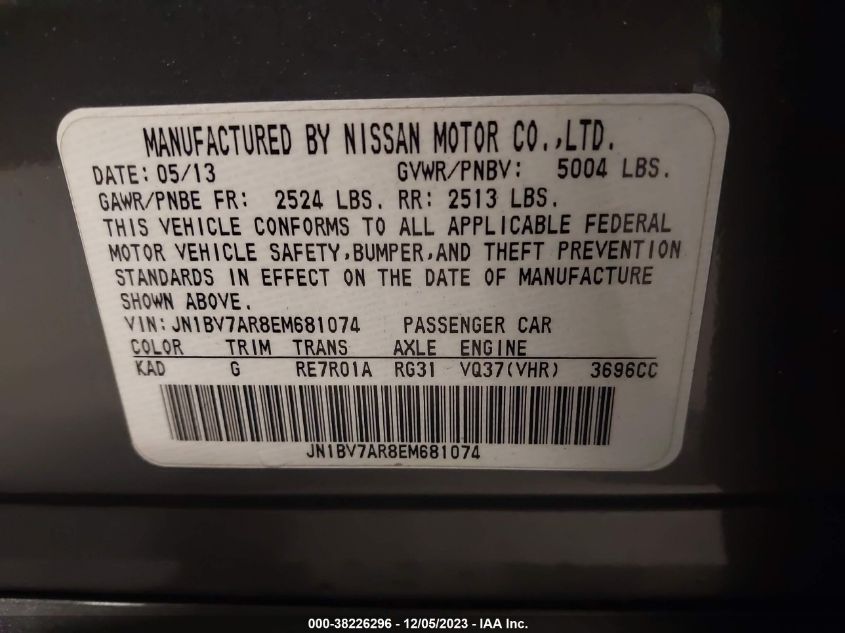 MANUFACTURED BY NISSAN MOTOR CO.,LTD.
DATE: 05/13 GVWR/PNBV: 5004 LBS.
GAWR/PNBE FR: 2524 LBS. RR: 2513 LBS.
THIS VEHICLE CONFORMS TO ALL APPLICABLE FEDERAL
MOTOR VEHICLE SAFETY,BUMPER,AND THEFT PREVENTION
STANDARDS IN EFFECT ON THE DATE OF MANUFACTURE
SHOWN ABOVE.
VIN: JN1BV7AR8EM681074 PASSENGER CAR
COLOR TRIM TRANS AXLE ENGINE
KAD G RE7R01A RG31 VQ37(VHR) 3696CC
JN1BV7AR8EM681074
000-38226296 - 12/05/2023 - IAA Inc.